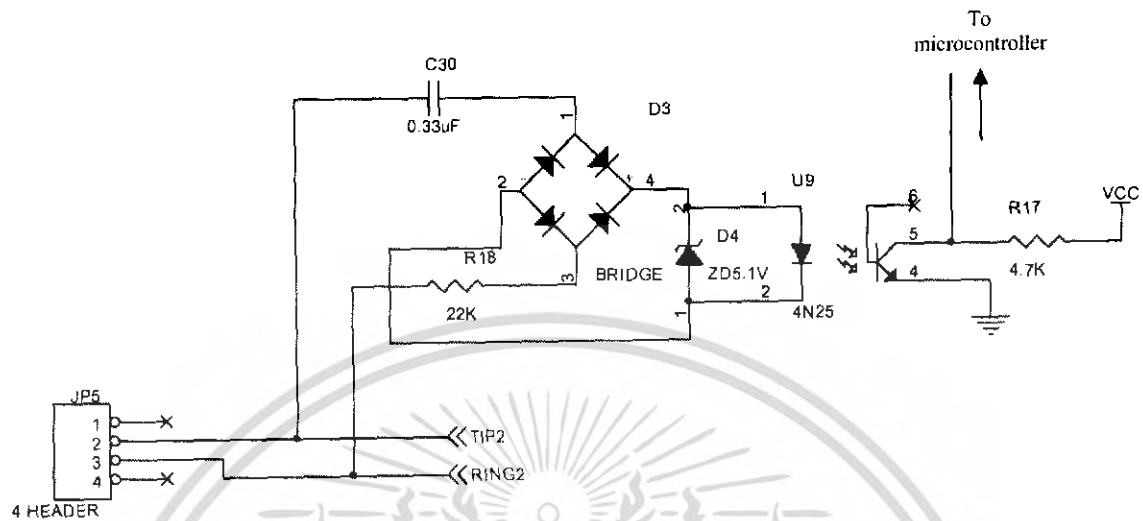 To
microcontroller
C30
0.33uF
D3
1
2
4
3
- +
R18
22K
BRIDGE
2
D4
ZD5.1V
1
U9
1
2
4N25
6
5
4
R17
4.7K
VCC
JP5
1
2
3
4
4 HEADER
TIP2
RING2